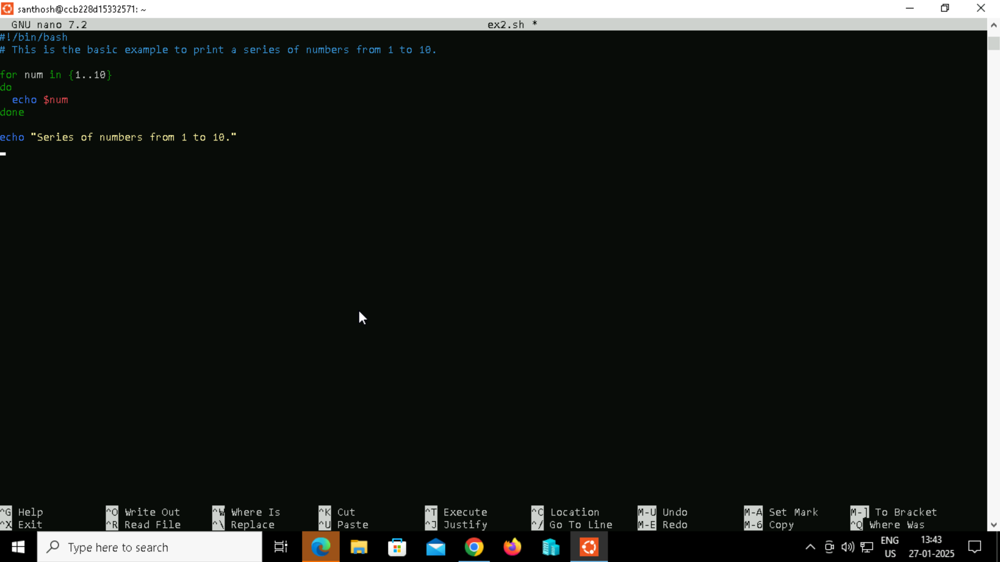 santhosh@ccb228d15332571: ~
GNU nano 7.2 ex2.sh *
#!/bin/bash
# This is the basic example to print a series of numbers from 1 to 10.
for num in {1..10}
do
echo $num
done
echo "Series of numbers from 1 to 10."
^G Help ^O Write Out ^W Where Is ^K Cut ^T Execute ^C Location M-U Undo M-A Set Mark M-] To Bracket
^X Exit ^R Read File ^\ Replace ^U Paste ^J Justify ^/ Go To Line M-E Redo M-6 Copy ^Q Where Was
Type here to search
ENG
US
13:43
27-01-2025